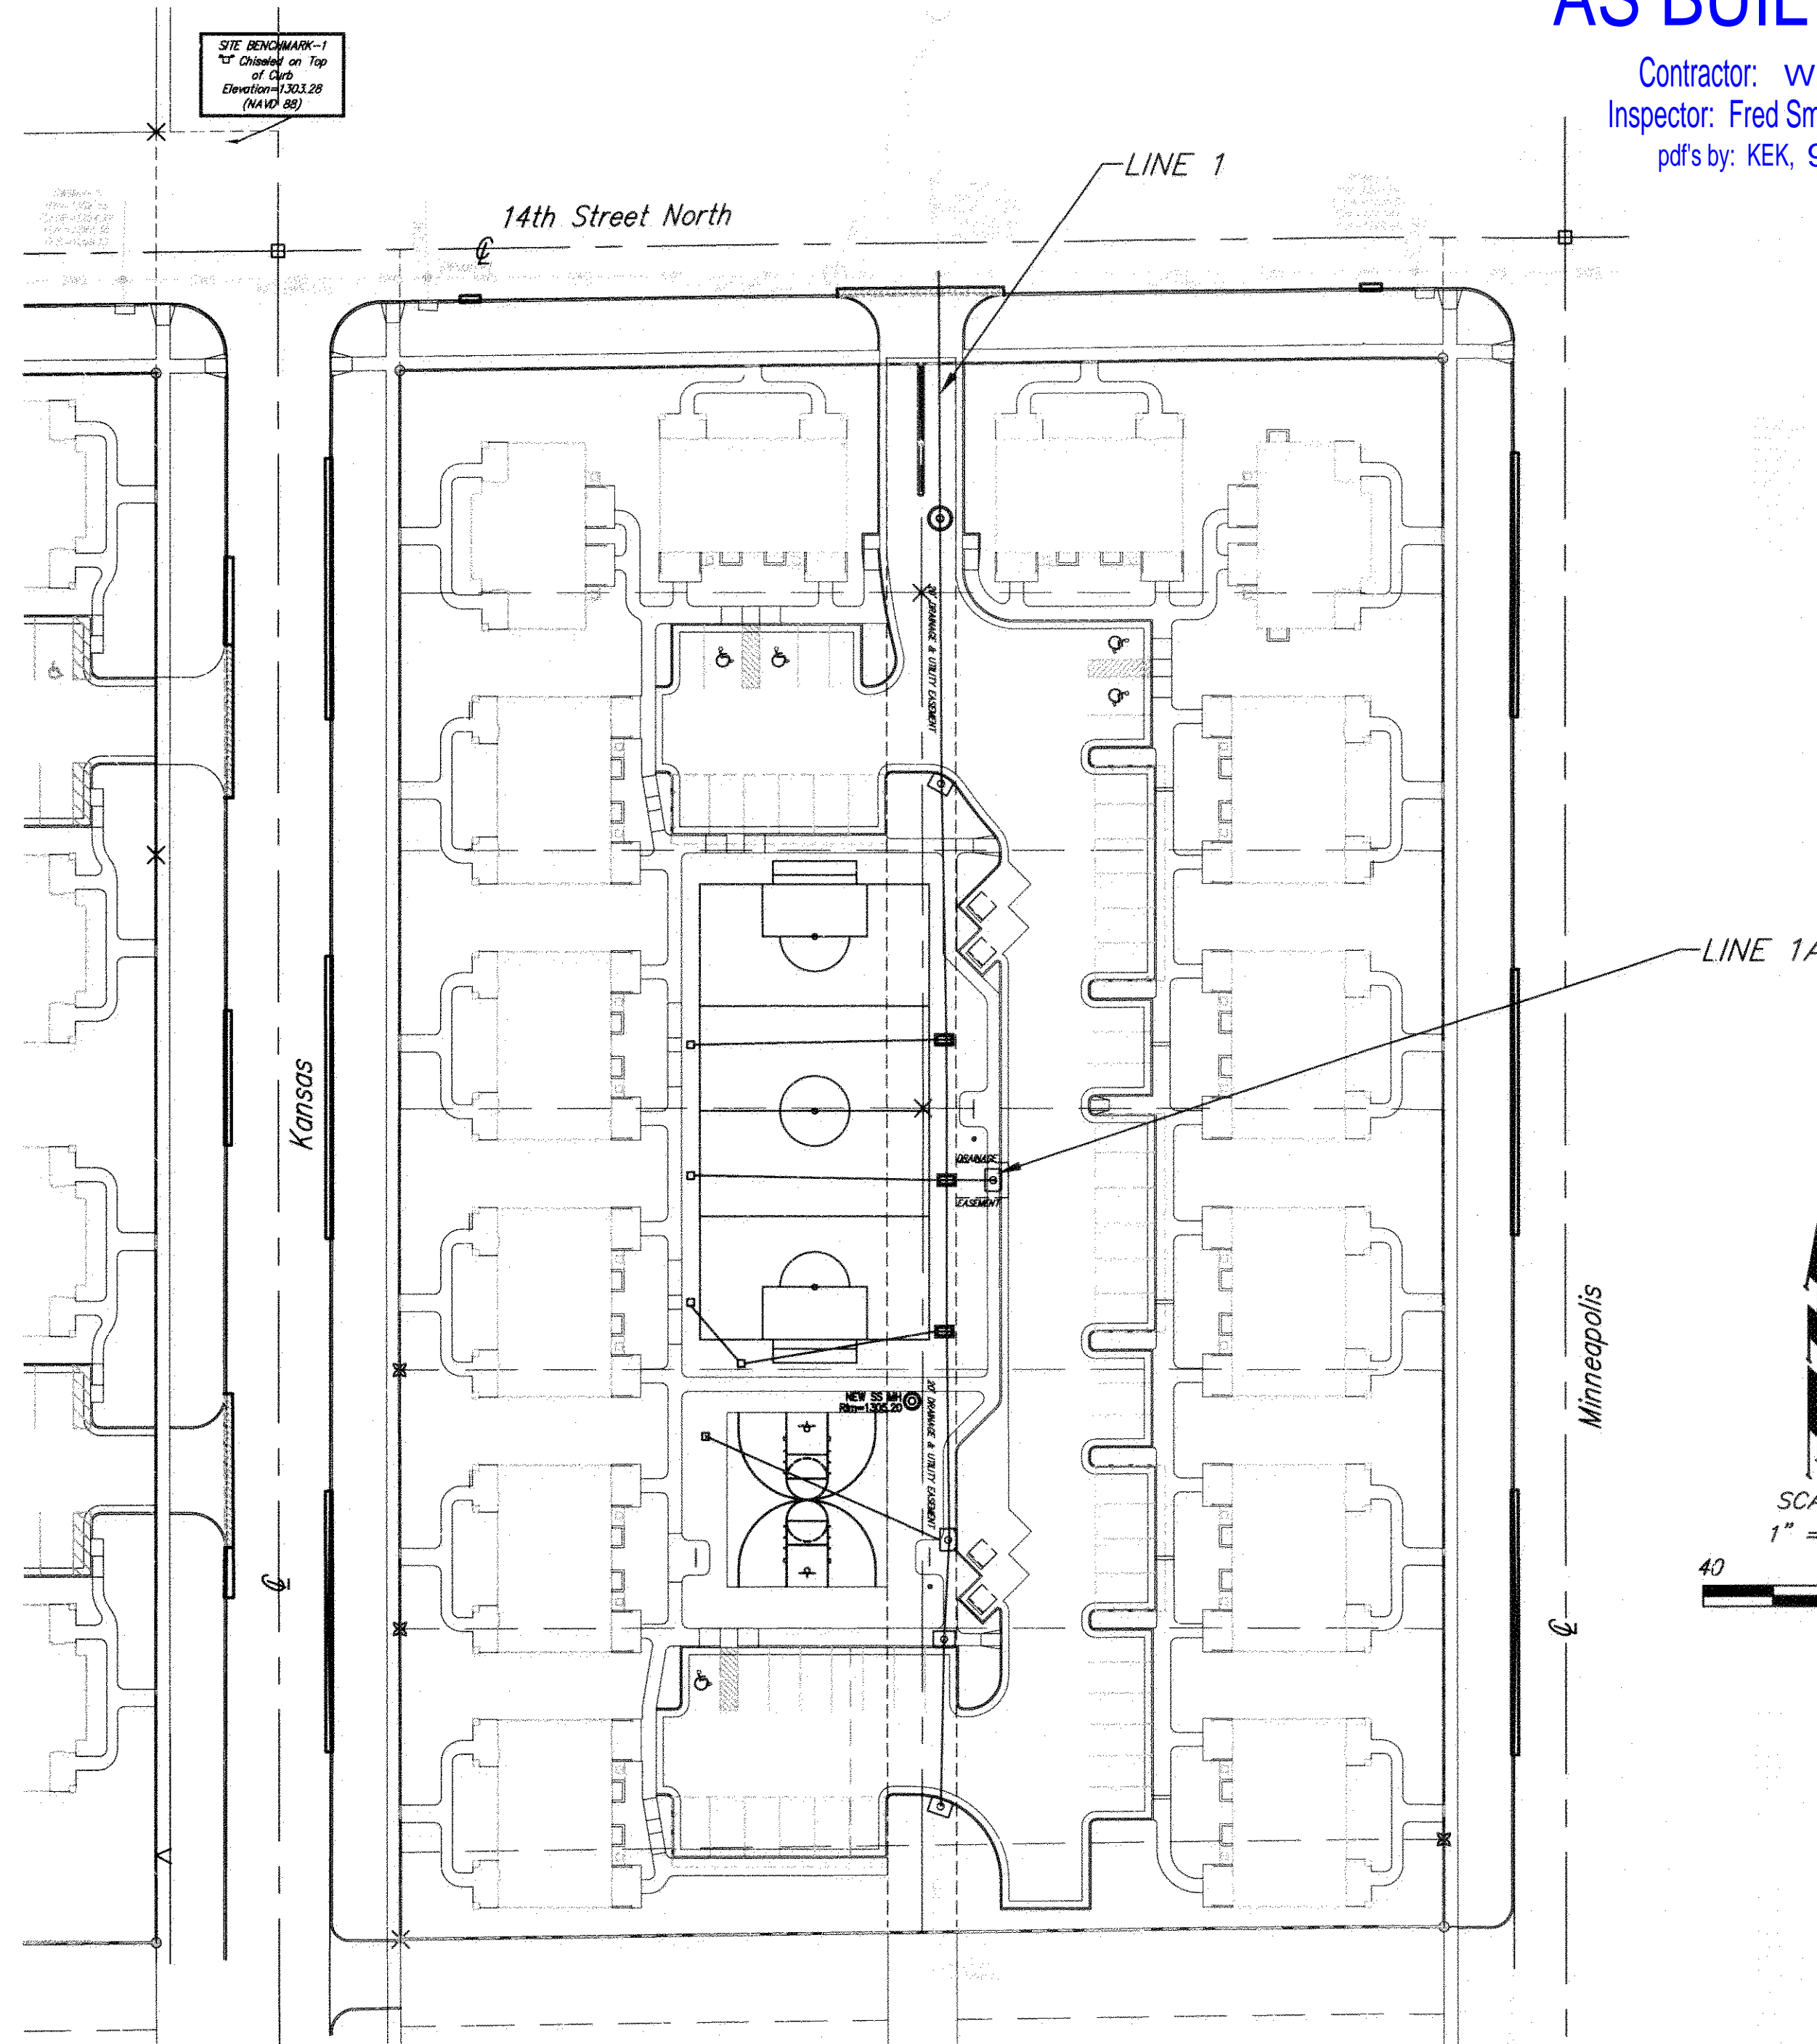 AS BUIL
Contractor: W
Inspector: Fred Sm
pdf's by: KEK, 9
SITE BENCHMARK-1
"□" Chiseled on Top
of Curb
Elevation=1303.28
(NAVD 88)
LINE 1
14th Street North
℄
20' DRAINAGE & UTILITY EASEMENT
LINE 1A
Kansas
DRAINAGE
EASEMENT
Minneapolis
NEW SS MH
Rim=1305.20
20' DRAINAGE & UTILITY EASEMENT
SCA
1" =
40
℄
℄